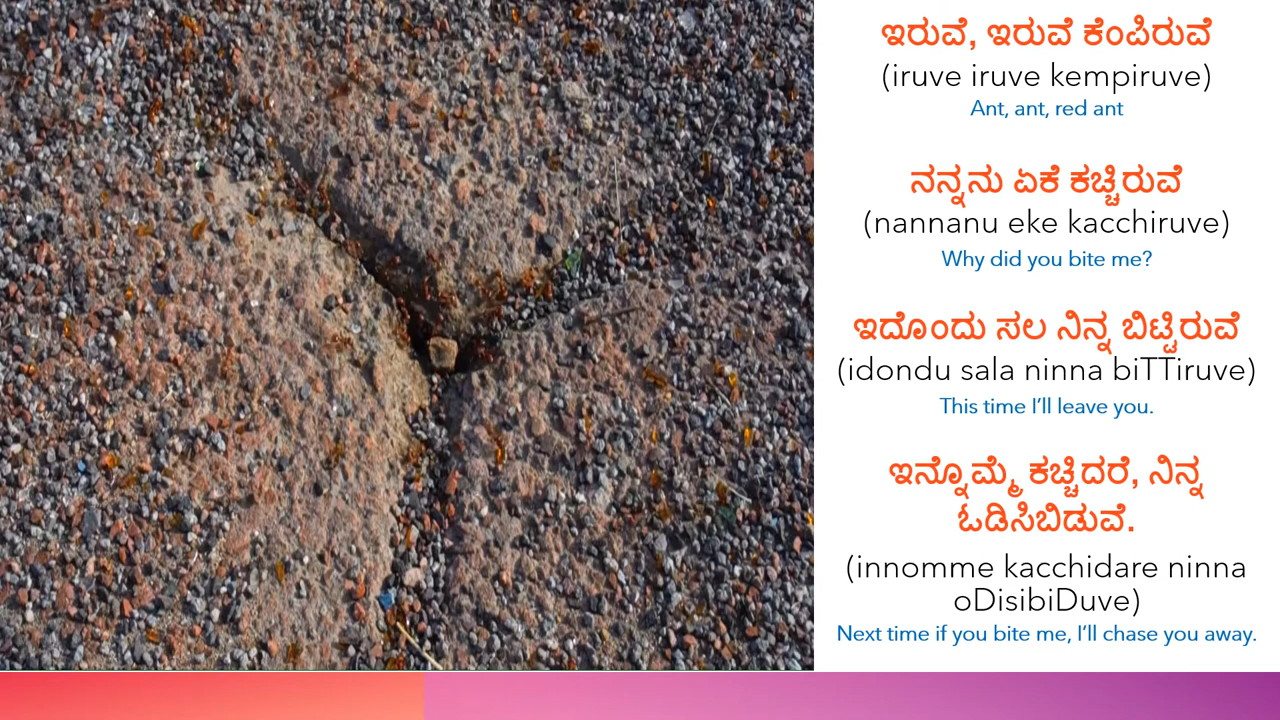 ಇರುವೆ, ಇರುವೆ ಕೆಂಪಿರುವೆ
(iruve iruve kempiruve)
Ant, ant, red ant
ನನ್ನನು ಏಕೆ ಕಚ್ಚಿರುವೆ
(nannanu eke kacchiruve)
Why did you bite me?
ಇದೊಂದು ಸಲ ನಿನ್ನ ಬಿಟ್ಟಿರುವೆ
(idondu sala ninna biTTiruve)
This time I’ll leave you.
ಇನ್ನೊಮ್ಮೆ ಕಚ್ಚಿದರೆ, ನಿನ್ನ
ಓಡಿಸಿಬಿಡುವೆ.
(innomme kacchidare ninna
oDisibiDuve)
Next time if you bite me, I’ll chase you away.